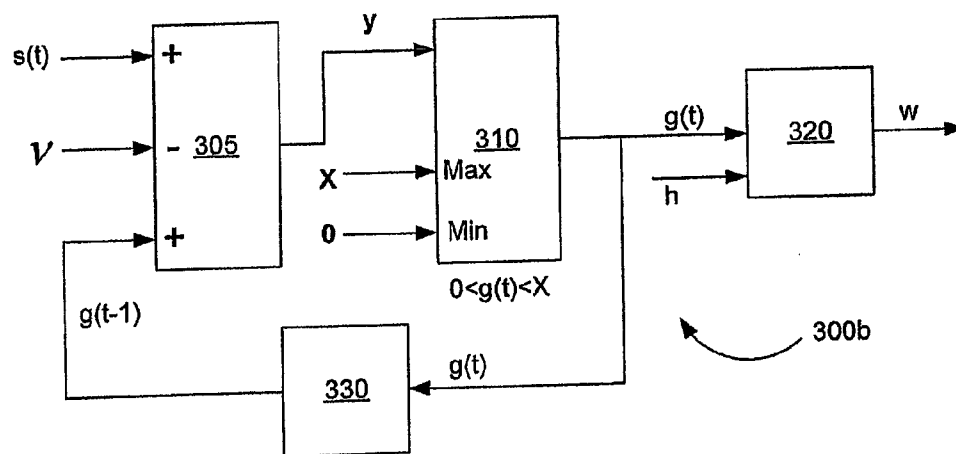 y
s(t)
+
ν
-
305
+
310
X
Max
0
Min
0<g(t)<X
g(t)
h
320
w
g(t-1)
330
g(t)
300b